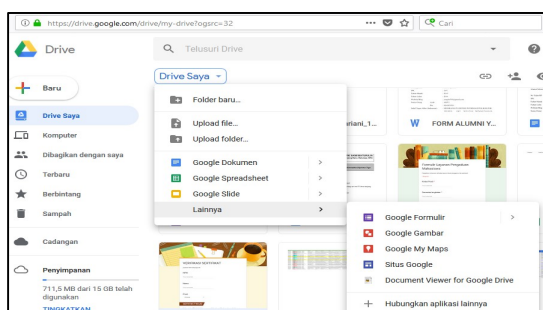 https://drive.google.com/drive/my-drive?ogsrc=32
Cari
Drive
Telusuri Drive
Drive Saya
Baru
Drive Saya
Komputer
Dibagikan dengan saya
Terbaru
Berbintang
Sampah
Cadangan
Penyimpanan
711,5 MB dari 15 GB telah
digunakan
TINGKATKAN
Folder baru...
Upload file...
Upload folder...
Google Dokumen
Google Spreadsheet
Google Slide
Lainnya
ariani_1...
W FORM ALUMNI Y...
Google Formulir
Google Gambar
Google My Maps
Situs Google
Document Viewer for Google Drive
Hubungkan aplikasi lainnya